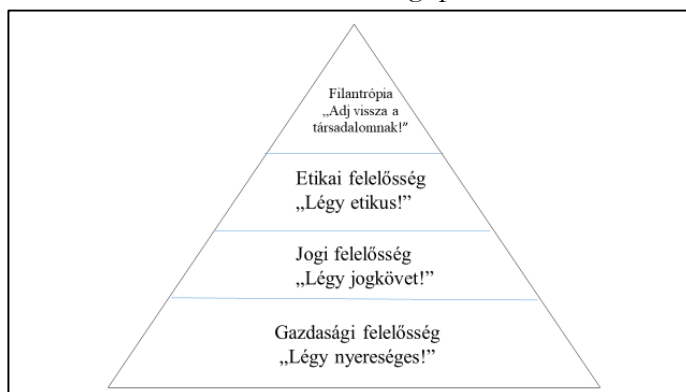 Filantrópia
„Adj vissza a
társadalomnak!”
Etikai felelősség
„Légy etikus!”
Jogi felelősség
„Légy jogkövet!”
Gazdasági felelősség
„Légy nyereséges!”